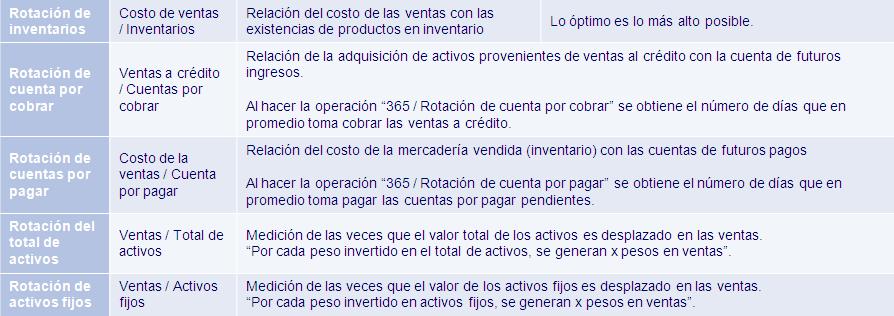 Rotación de
inventarios
Costo de ventas
/ Inventarios
Relación del costo de las ventas con las
existencias de productos en inventario
Lo óptimo es lo más alto posible.
Rotación de
cuenta por
cobrar
Ventas a crédito
/ Cuentas por
cobrar
Relación de la adquisición de activos provenientes de ventas al crédito con la cuenta de futuros
ingresos.
Al hacer la operación “365 / Rotación de cuenta por cobrar” se obtiene el número de días que en
promedio toma cobrar las ventas a crédito.
Rotación de
cuentas por
pagar
Costo de la
ventas / Cuenta
por pagar
Relación del costo de la mercadería vendida (inventario) con las cuentas de futuros pagos
Al hacer la operación “365 / Rotación de cuenta por pagar” se obtiene el número de días que en
promedio toma pagar las cuentas por pagar pendientes.
Rotación del
total de
activos
Ventas / Total de
activos
Medición de las veces que el valor total de los activos es desplazado en las ventas.
“Por cada peso invertido en el total de activos, se generan x pesos en ventas”.
Rotación de
activos fijos
Ventas / Activos
fijos
Medición de las veces que el valor de los activos fijos es desplazado en las ventas.
“Por cada peso invertido en activos fijos, se generan x pesos en ventas”.